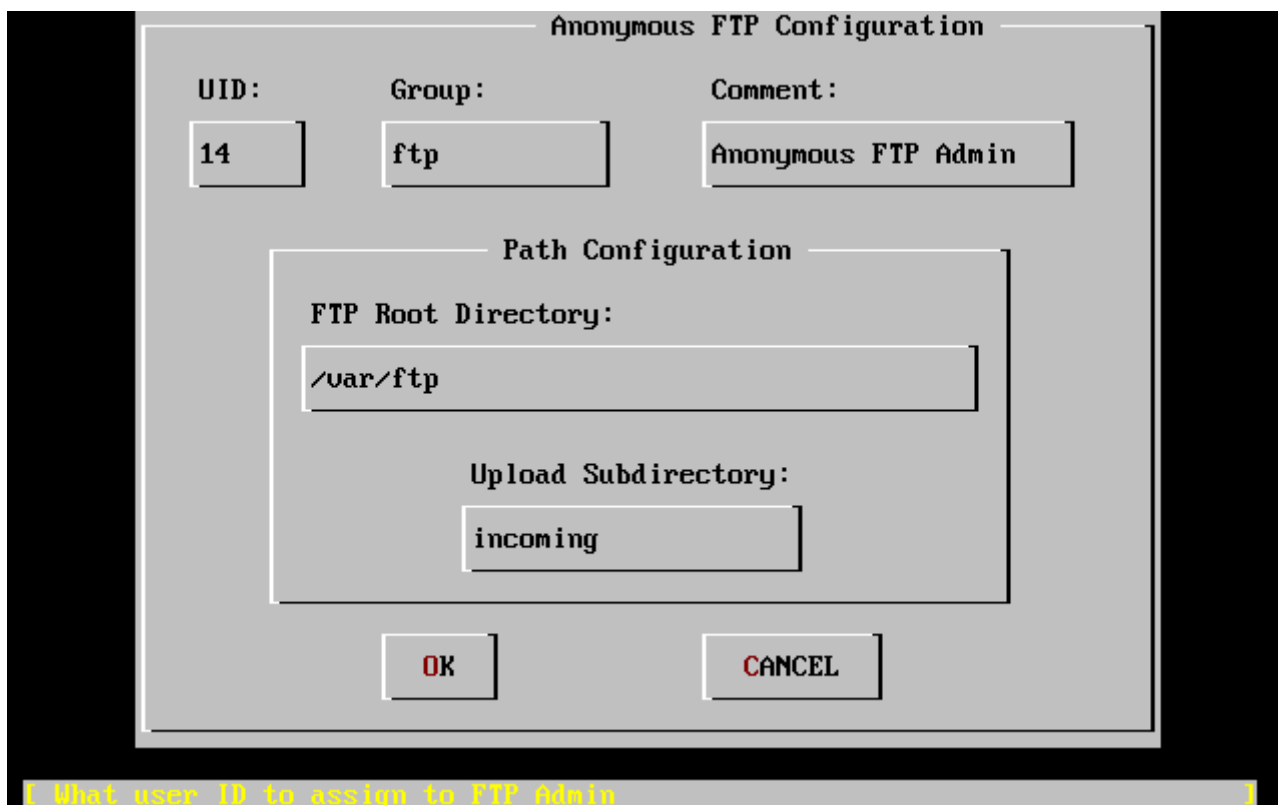 Anonymous FTP Configuration
UID: Group: Comment:
14 ftp Anonymous FTP Admin
Path Configuration
FTP Root Directory:
/var/ftp
Upload Subdirectory:
incoming
OK CANCEL
[ What user ID to assign to FTP Admin ]